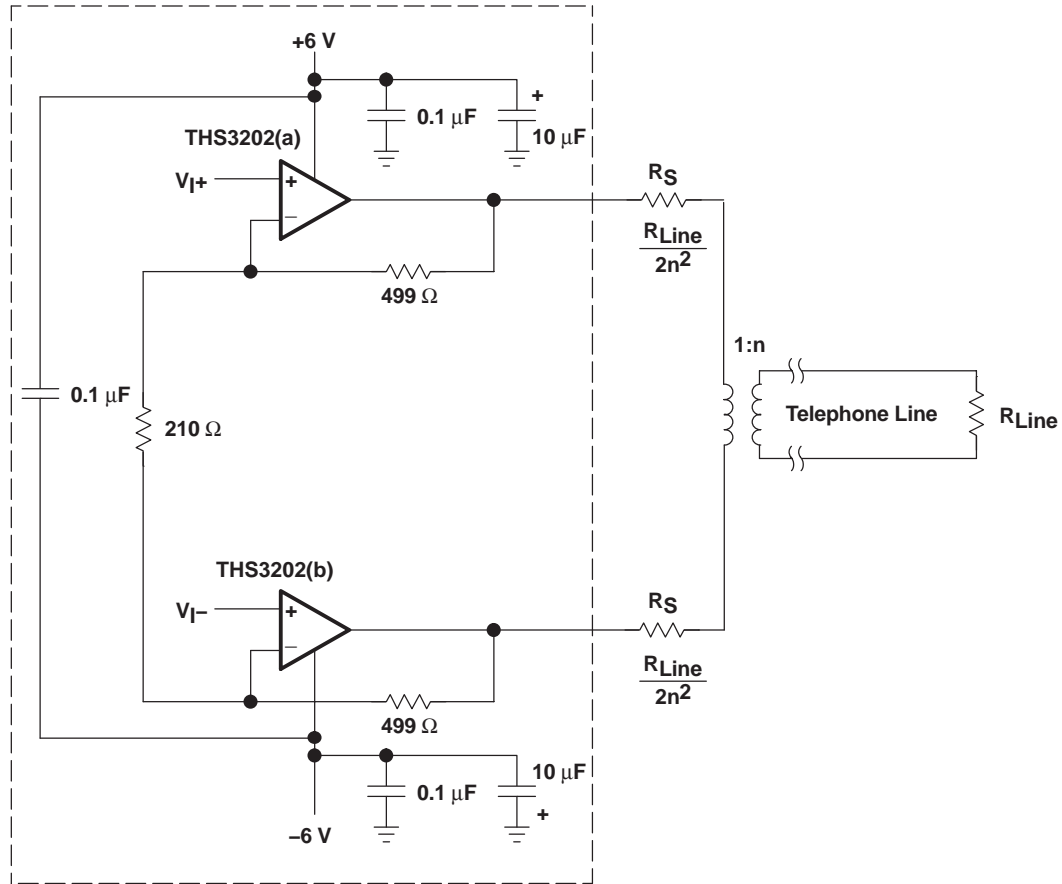 +6 V
+
0.1 μF
10 μF
THS3202(a)
VI+
+
−
RS
RLine
2n2
499 Ω
1:n
0.1 μF
210 Ω
Telephone Line
RLine
THS3202(b)
VI−
+
−
RS
RLine
2n2
499 Ω
10 μF
0.1 μF
+
−6 V